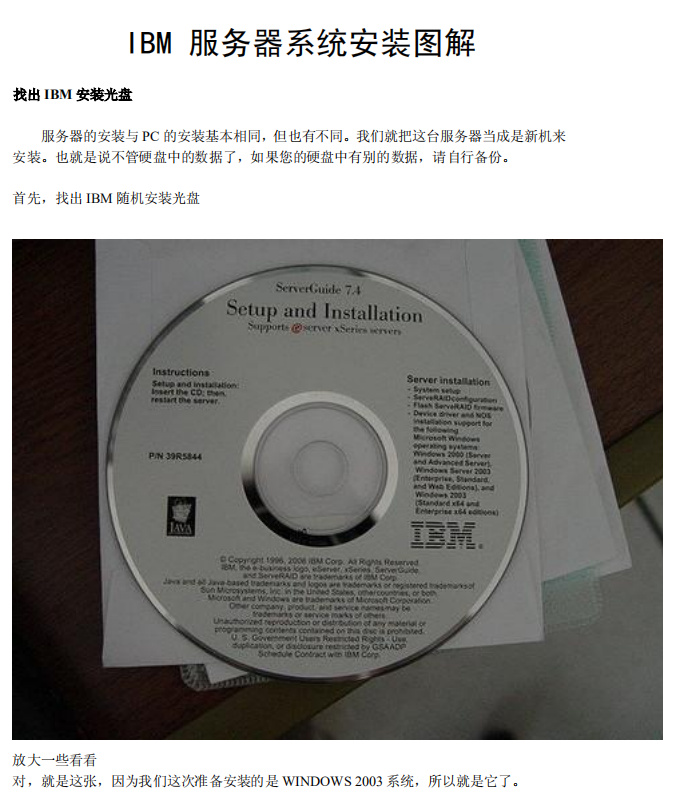 IBM 服务器系统安装图解
找出 IBM 安装光盘
服务器的安装与 PC 的安装基本相同，但也有不同。我们就把这台服务器当成是新机来
安装。也就是说不管硬盘中的数据了，如果您的硬盘中有别的数据，请自行备份。
首先，找出 IBM 随机安装光盘
ServerGuide 7.4
Setup and Installation
Supports @server xSeries servers
Instructions
Setup and Installation:
Insert the CD; then,
restart the server.
P/N 39R5844
JAVA
Server installation
- System setup
- ServeRAID configuration
- Flash ServeRAID firmware
- Device driver and NOS
installation support for
the following
Microsoft Windows
operating systems:
Windows 2000 (Server
and Advanced Server),
Windows Server 2003
(Enterprise, Standard,
and Web Editions), and
Windows 2003
(Standard x64 and
Enterprise x64 editions)
IBM®
© Copyright 1996, 2006 IBM Corp. All Rights Reserved.
IBM, the e-business logo, eServer, xSeries, ServerGuide,
and ServeRAID are trademarks of IBM Corp.
Java and all Java-based trademarks and logos are trademarks or registered trademarks of
Sun Microsystems, Inc. in the United States, other countries, or both.
Microsoft and Windows are trademarks of Microsoft Corporation.
Other company, product, and service names may be
trademarks or service marks of others.
Unauthorized reproduction or distribution of any material or
programming contents contained on this disc is prohibited.
U. S. Government Users Restricted Rights - Use,
duplication, or disclosure restricted by GSA ADP
Schedule Contract with IBM Corp.
放大一些看看
对，就是这张，因为我们这次准备安装的是 WINDOWS 2003 系统，所以就是它了。